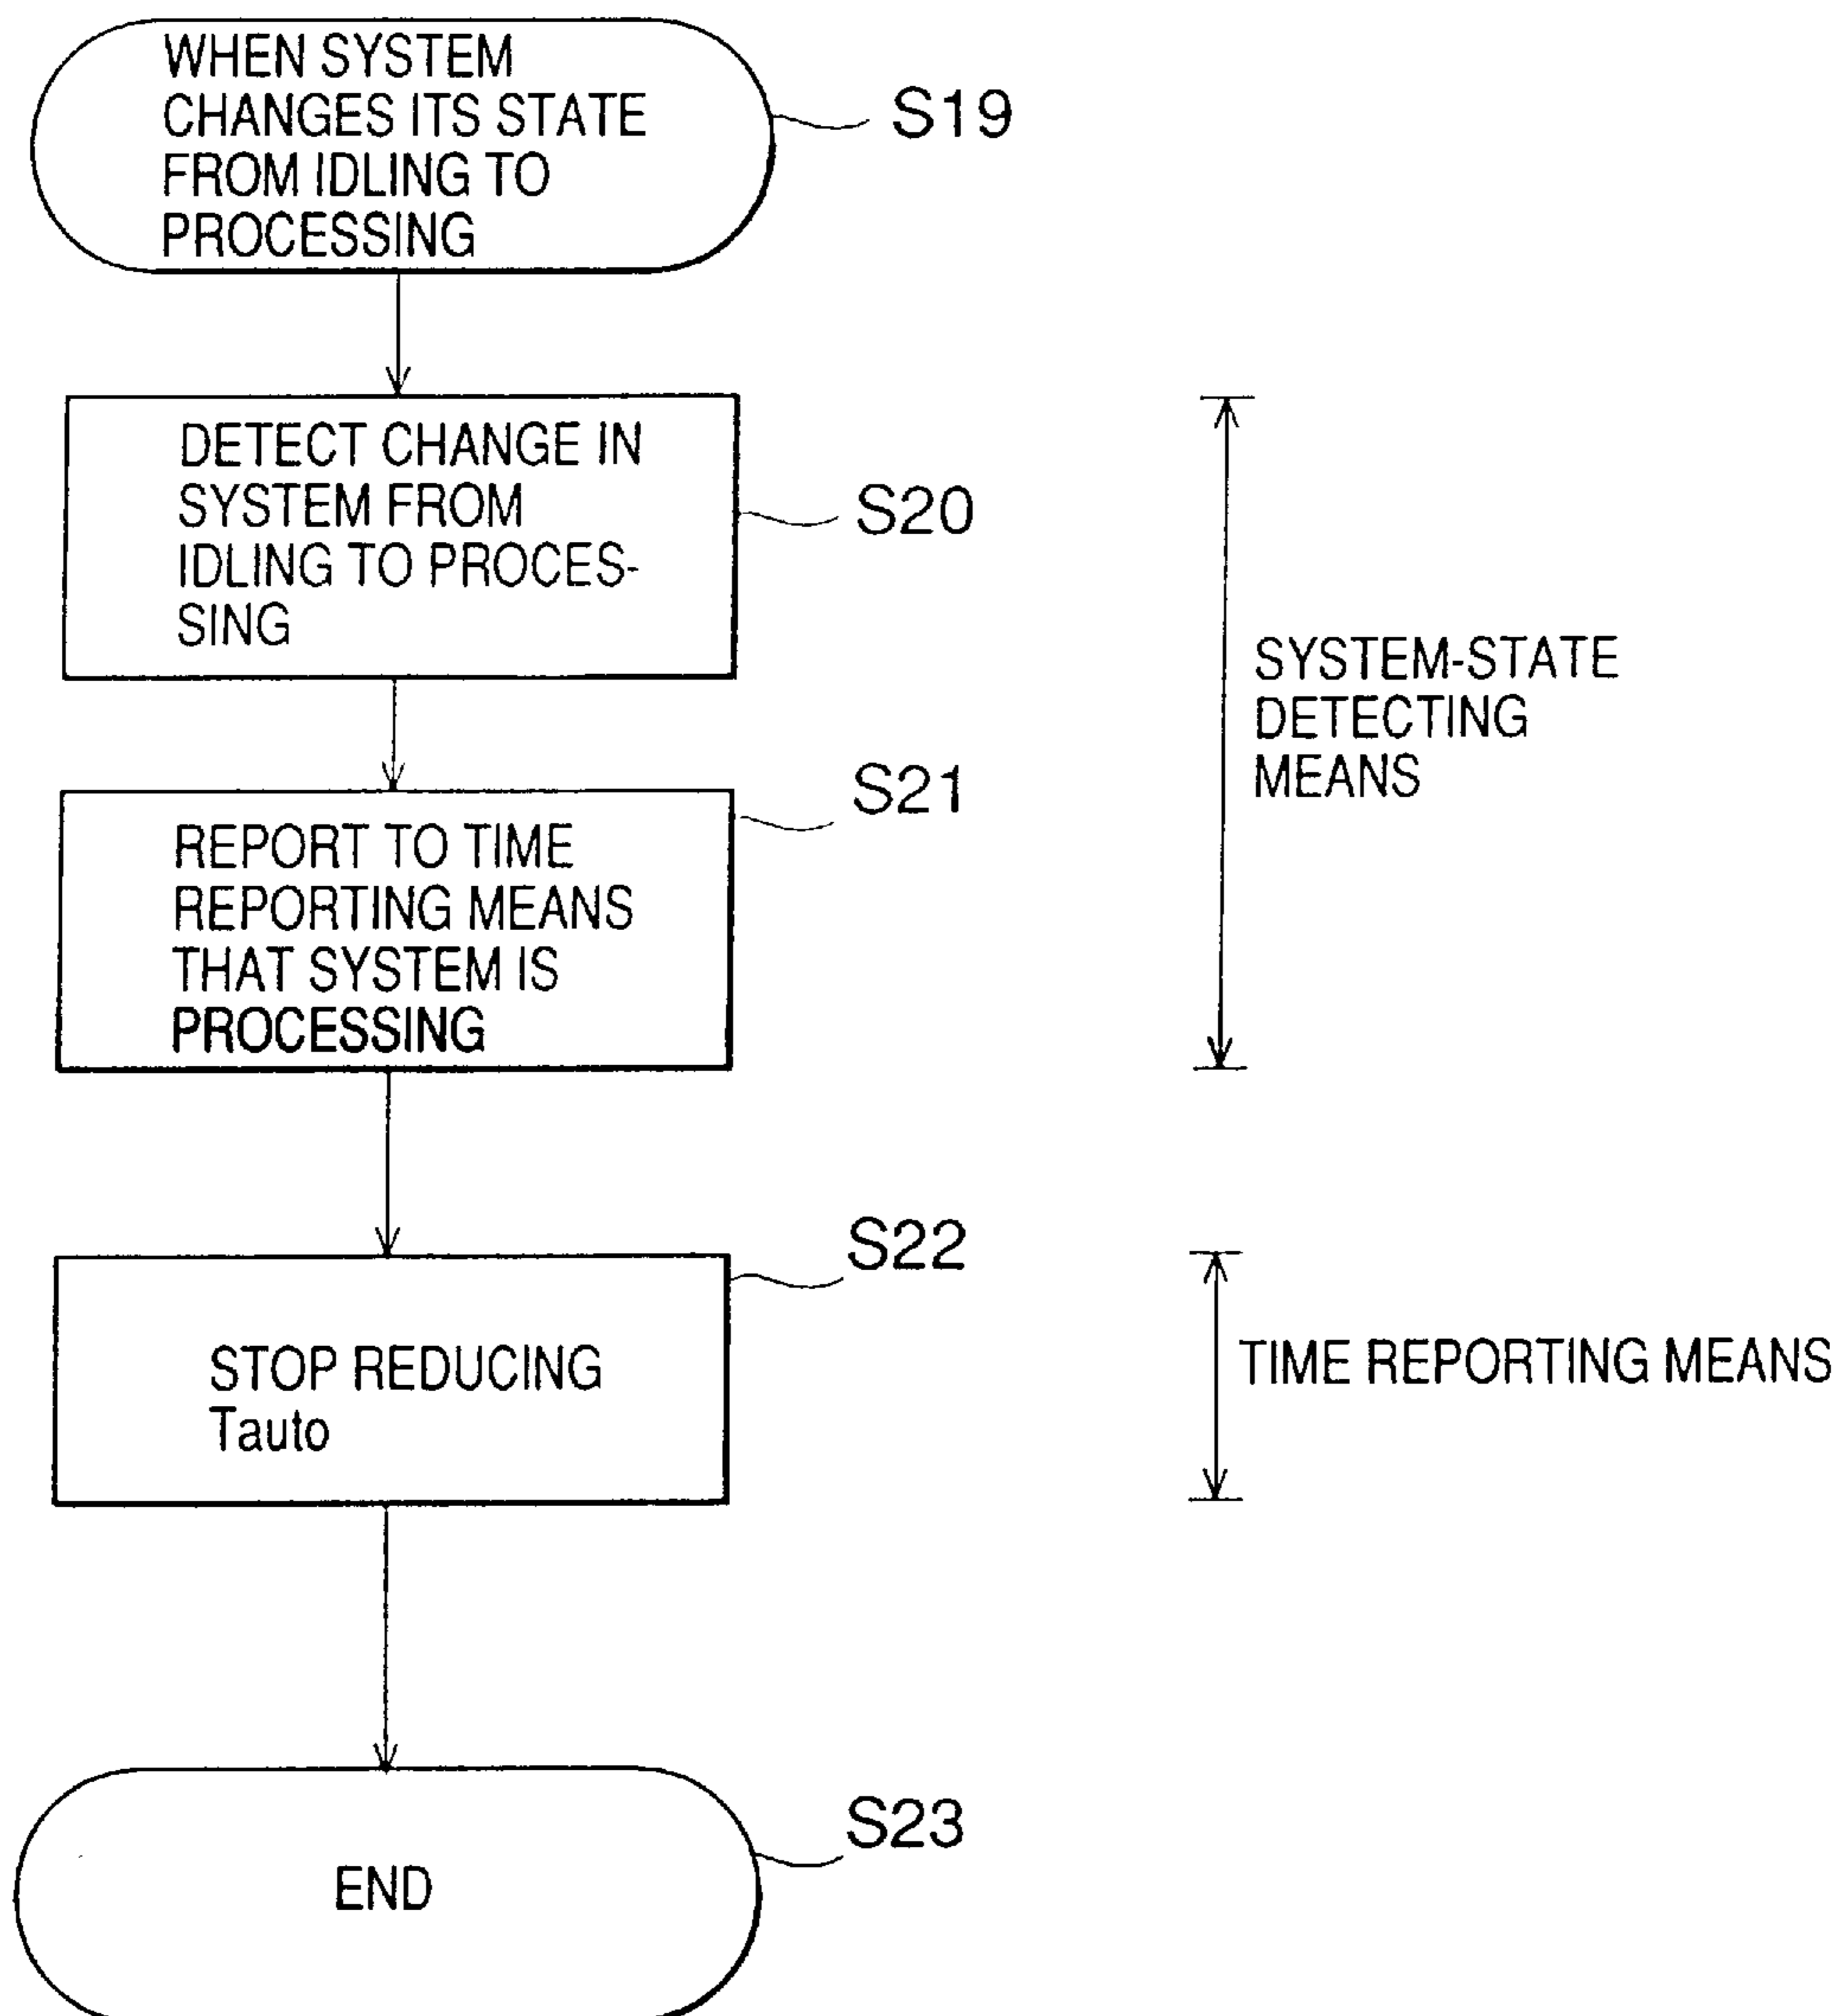 WHEN SYSTEM
CHANGES ITS STATE
FROM IDLING TO
PROCESSING
S19
DETECT CHANGE IN
SYSTEM FROM
IDLING TO PROCES-
SING
S20
SYSTEM-STATE
DETECTING
MEANS
S21
REPORT TO TIME
REPORTING MEANS
THAT SYSTEM IS
PROCESSING
S22
STOP REDUCING
Tauto
TIME REPORTING MEANS
S23
END